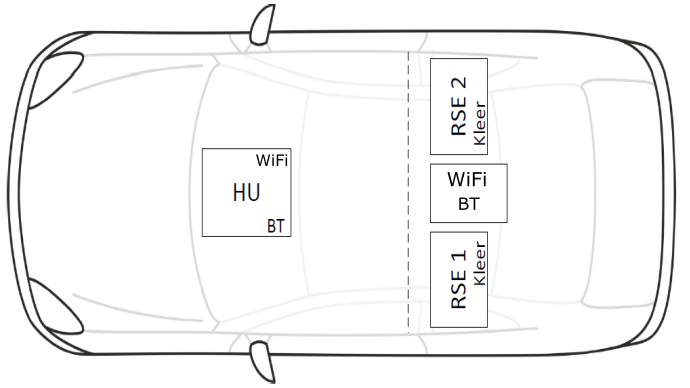 WiFi
HU
BT
RSE 2
Kleer
WiFi
BT
RSE 1
Kleer